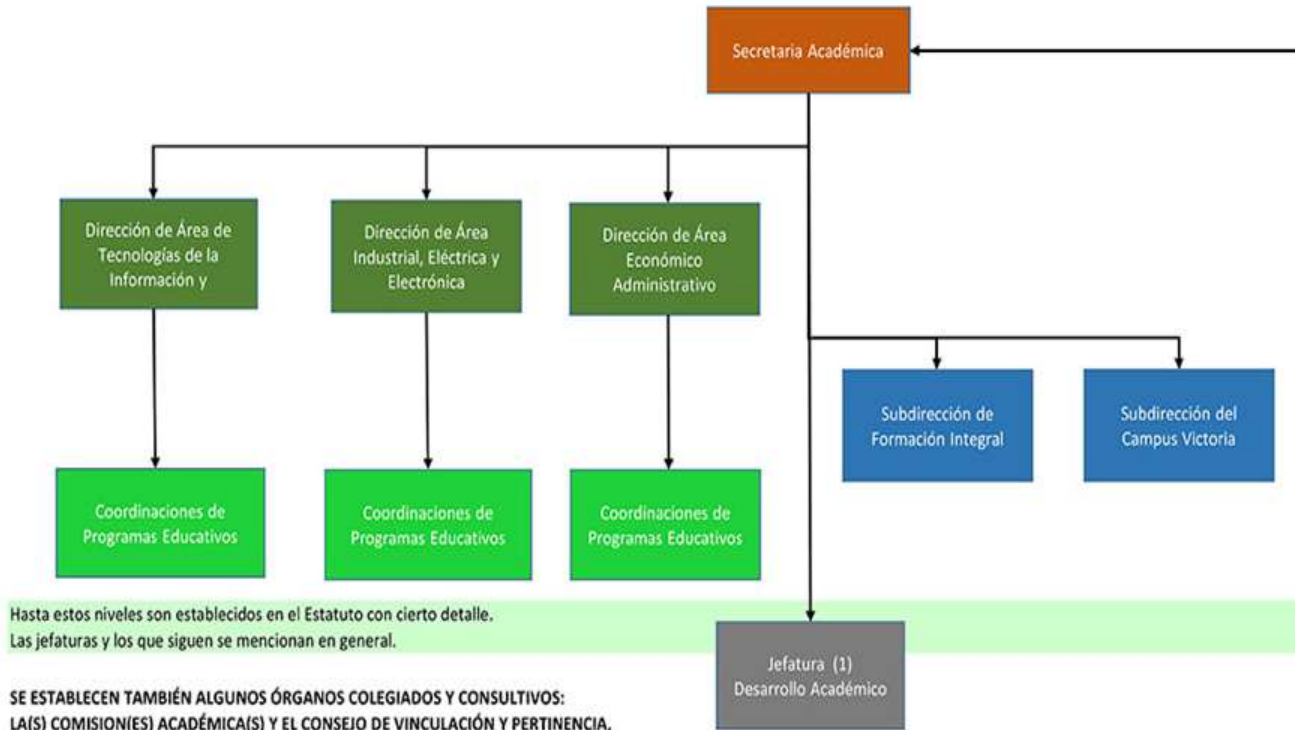 Secretaria Académica
Dirección de Área de
Tecnologías de la
Información y
Dirección de Área
Industrial, Eléctrica y
Electrónica
Dirección de Área
Económico
Administrativo
Subdirección de
Formación Integral
Subdirección del
Campus Victoria
Coordinaciones de
Programas Educativos
Coordinaciones de
Programas Educativos
Coordinaciones de
Programas Educativos
Hasta estos niveles son establecidos en el Estatuto con cierto detalle.
Las jefaturas y los que siguen se mencionan en general.
Jefatura (1)
Desarrollo Académico
SE ESTABLECEN TAMBIÉN ALGUNOS ÓRGANOS COLEGIADOS Y CONSULTIVOS:
LA(S) COMISION(ES) ACADÉMICA(S) Y EL CONSEJO DE VINCULACIÓN Y PERTINENCIA.